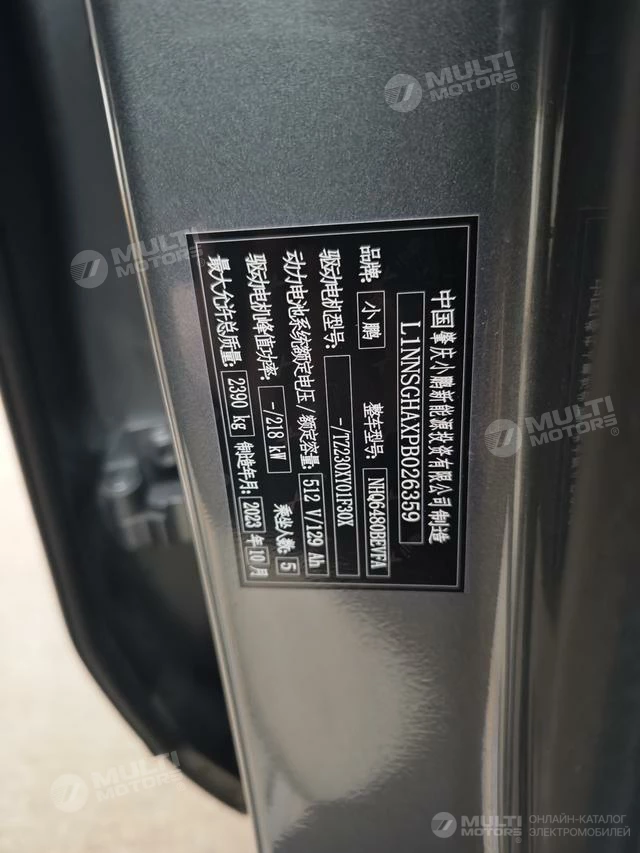 中国肇庆小鹏新能源投资有限公司制造
L1NNSGHAXPB026359
品牌: 小鹏 整车型号: NHQ6480BEVFA
驱动电机型号: -/TZ230XY01F30X
动力电池系统额定电压/额定容量: 512 V/129 Ah
驱动电机峰值功率: -/218 kW 乘坐人数: 5
最大允许总质量: 2390 kg 制造年月: 2023 年 10 月
MULTI MOTORS®
MULTI MOTORS®
MULTI MOTORS®
MULTI MOTORS®
MULTI MOTORS® ОНЛАЙН-КАТАЛОГ ЭЛЕКТРОМОБИЛЕЙ